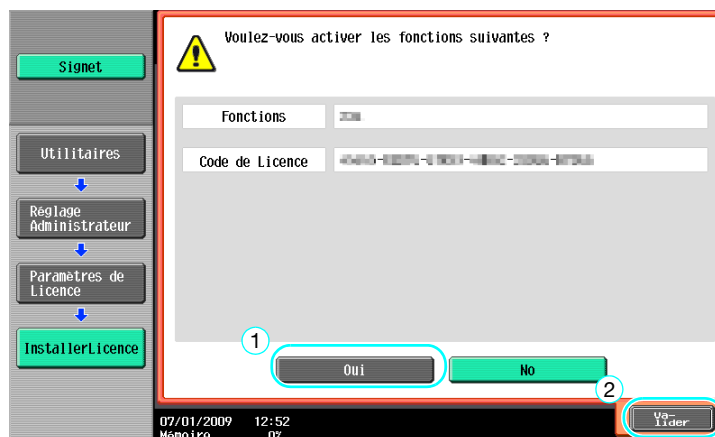 Signet
Utilitaires
Réglage
Administrateur
Paramètres de
Licence
InstallerLicence
Voulez-vous activer les fonctions suivantes ?
Fonctions
Code de Licence
1
Oui
No
2
Va-
lider
07/01/2009 12:52
Mémoire 0%